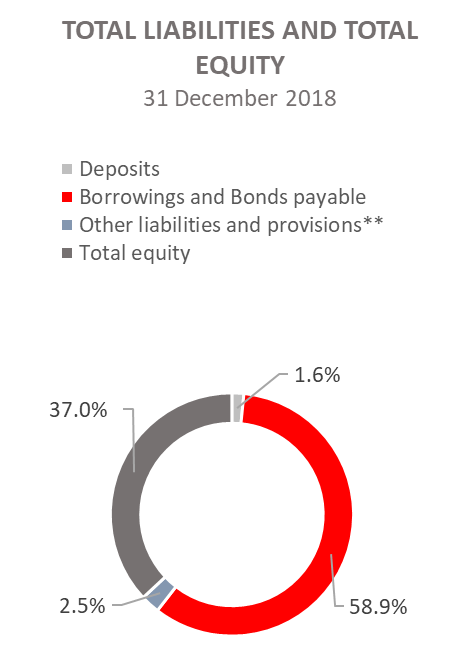 TOTAL LIABILITIES AND TOTAL
EQUITY
31 December 2018
Deposits
Borrowings and Bonds payable
Other liabilities and provisions**
Total equity
1.6%
37.0%
2.5%
58.9%